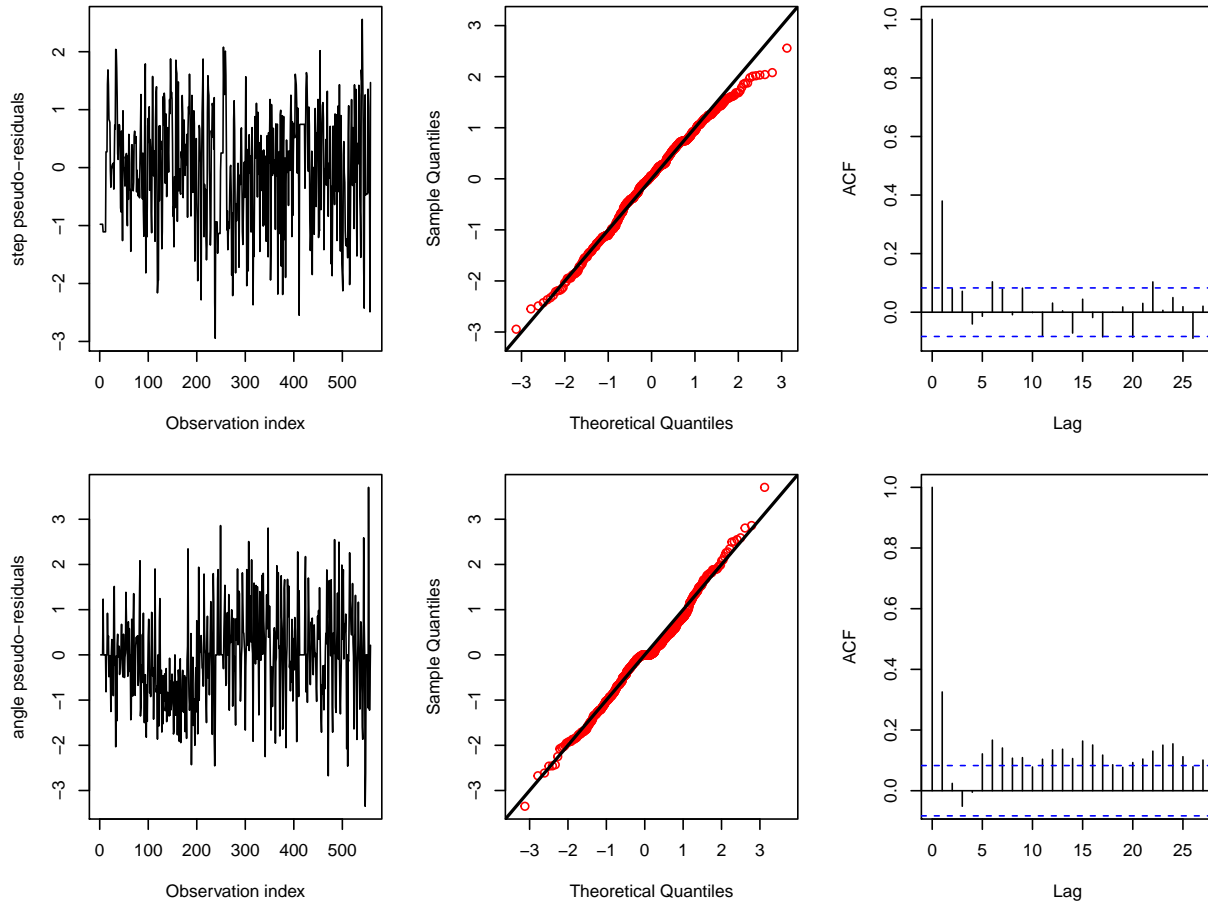 step pseudo−residuals
−3
−2
−1
0
1
2
0 100 200 300 400 500
Observation index
Sample Quantiles
−3
−2
−1
0
1
2
3
−3 −2 −1 0 1 2 3
Theoretical Quantiles
ACF
0.0
0.2
0.4
0.6
0.8
1.0
0 5 10 15 20 25
Lag
angle pseudo−residuals
−3
−2
−1
0
1
2
3
0 100 200 300 400 500
Observation index
Sample Quantiles
−3
−2
−1
0
1
2
3
−3 −2 −1 0 1 2 3
Theoretical Quantiles
ACF
0.0
0.2
0.4
0.6
0.8
1.0
0 5 10 15 20 25
Lag